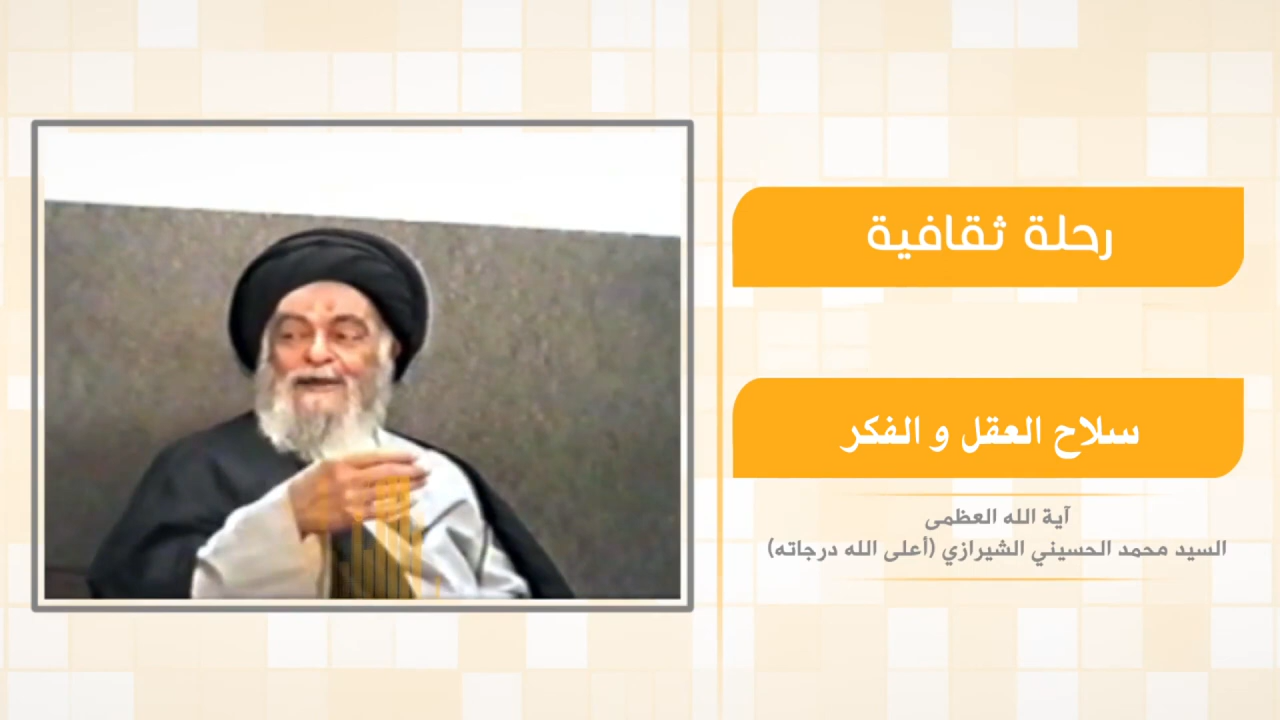 رحلة ثقافية
سلاح العقل و الفكر
آية الله العظمى
السيد محمد الحسيني الشيرازي (أعلى الله درجاته)